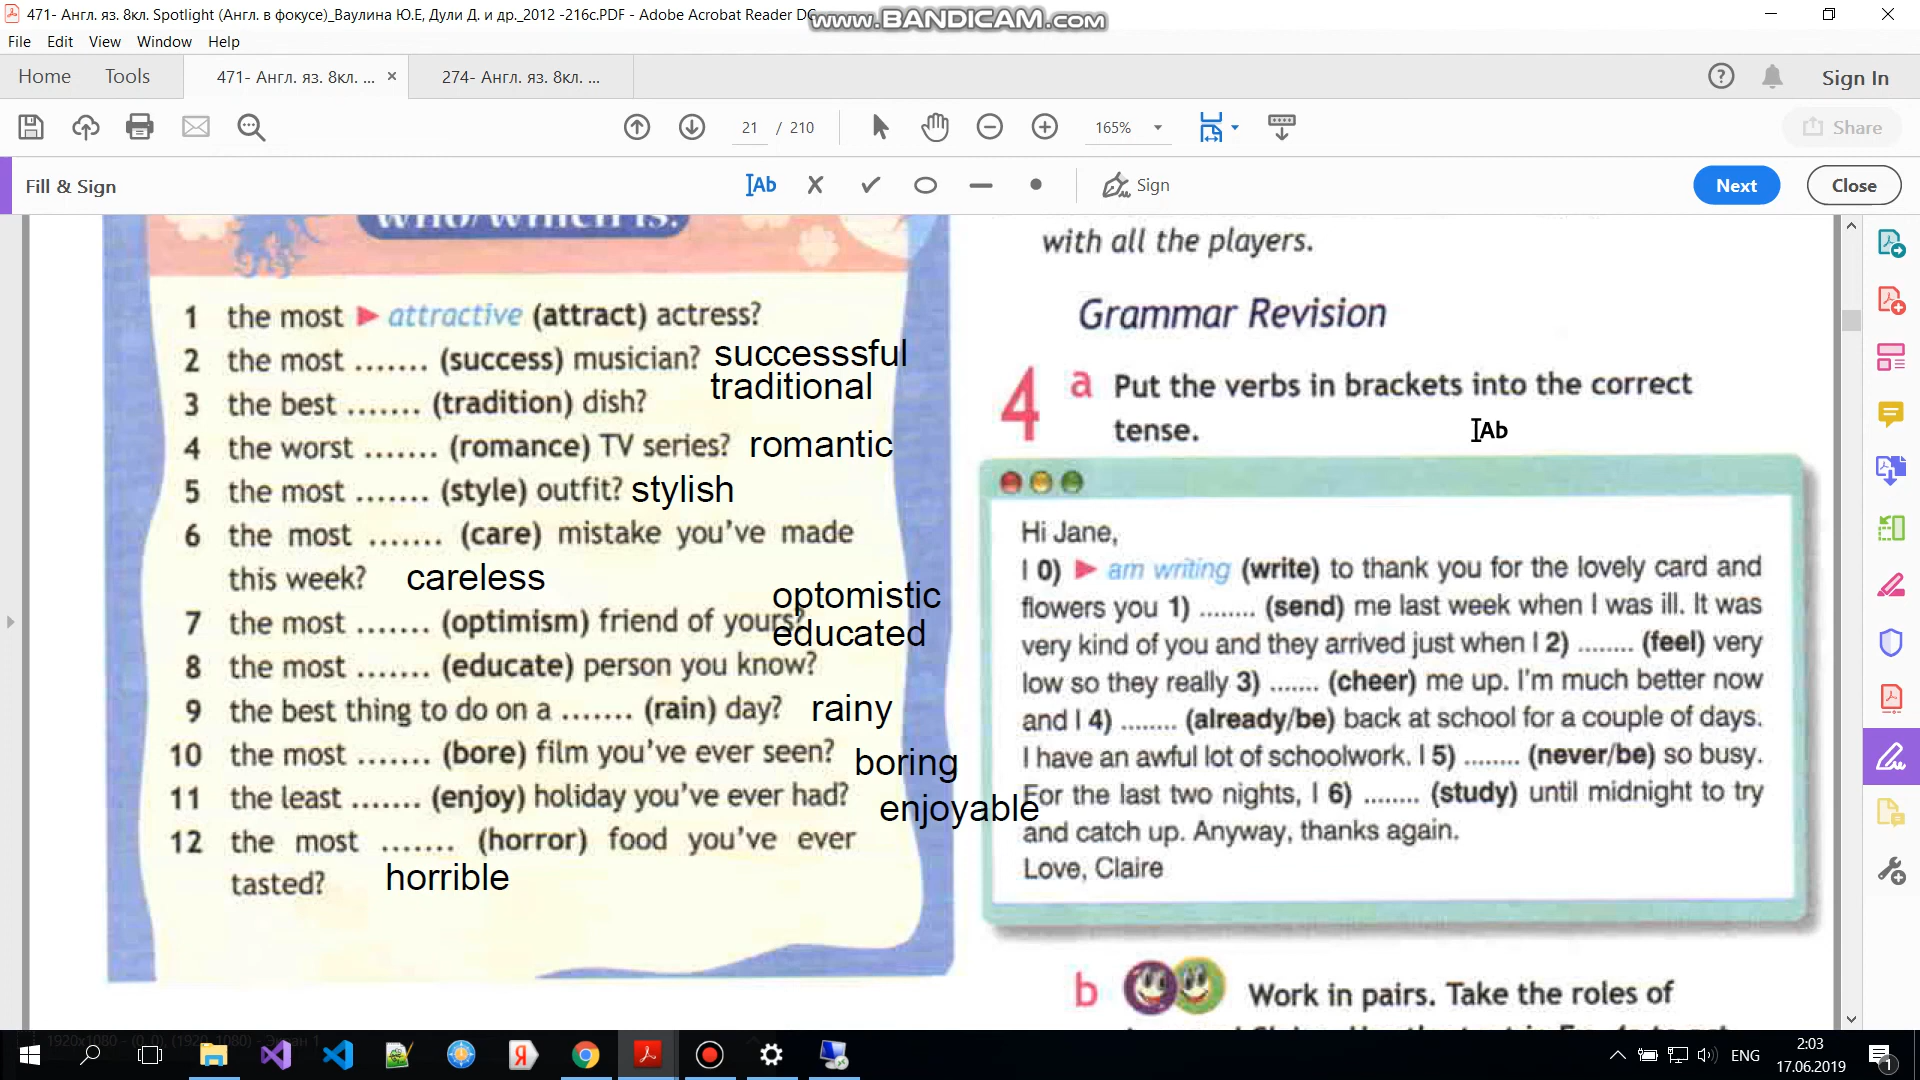 471- Англ. яз. 8кл. Spotlight (Англ. в фокусе)_Ваулина Ю.Е, Дули Д. и др._2012 -216с.PDF - Adobe Acrobat Reader DC
www.BANDICAM.com
File Edit View Window Help
Home Tools 471- Англ. яз. 8кл. ... × 274- Англ. яз. 8кл. ... Sign In
21 / 210 165% Share
Fill & Sign Ab Sign Next Close
who/which is:
1 the most attractive (attract) actress?
2 the most ....... (success) musician? successsful
3 the best ....... (tradition) dish? traditional
4 the worst ....... (romance) TV series? romantic
5 the most ....... (style) outfit? stylish
6 the most ....... (care) mistake you've made
this week? careless
7 the most ....... (optimism) friend of yours? optomistic
8 the most ....... (educate) person you know? educated
9 the best thing to do on a ....... (rain) day? rainy
10 the most ....... (bore) film you've ever seen? boring
11 the least ....... (enjoy) holiday you've ever had? enjoyable
12 the most ....... (horror) food you've ever
tasted? horrible
with all the players.
Grammar Revision
4 a Put the verbs in brackets into the correct
tense.
Ab
Hi Jane,
I 0) am writing (write) to thank you for the lovely card and
flowers you 1) ........ (send) me last week when I was ill. It was
very kind of you and they arrived just when I 2) ........ (feel) very
low so they really 3) ....... (cheer) me up. I'm much better now
and I 4) ........ (already/be) back at school for a couple of days.
I have an awful lot of schoolwork. I 5) ........ (never/be) so busy.
For the last two nights, I 6) ........ (study) until midnight to try
and catch up. Anyway, thanks again.
Love, Claire
b Work in pairs. Take the roles of
1920x1080 - (0, 0), (1920, 1080) - Экран 1
ENG
2:03
17.06.2019
1